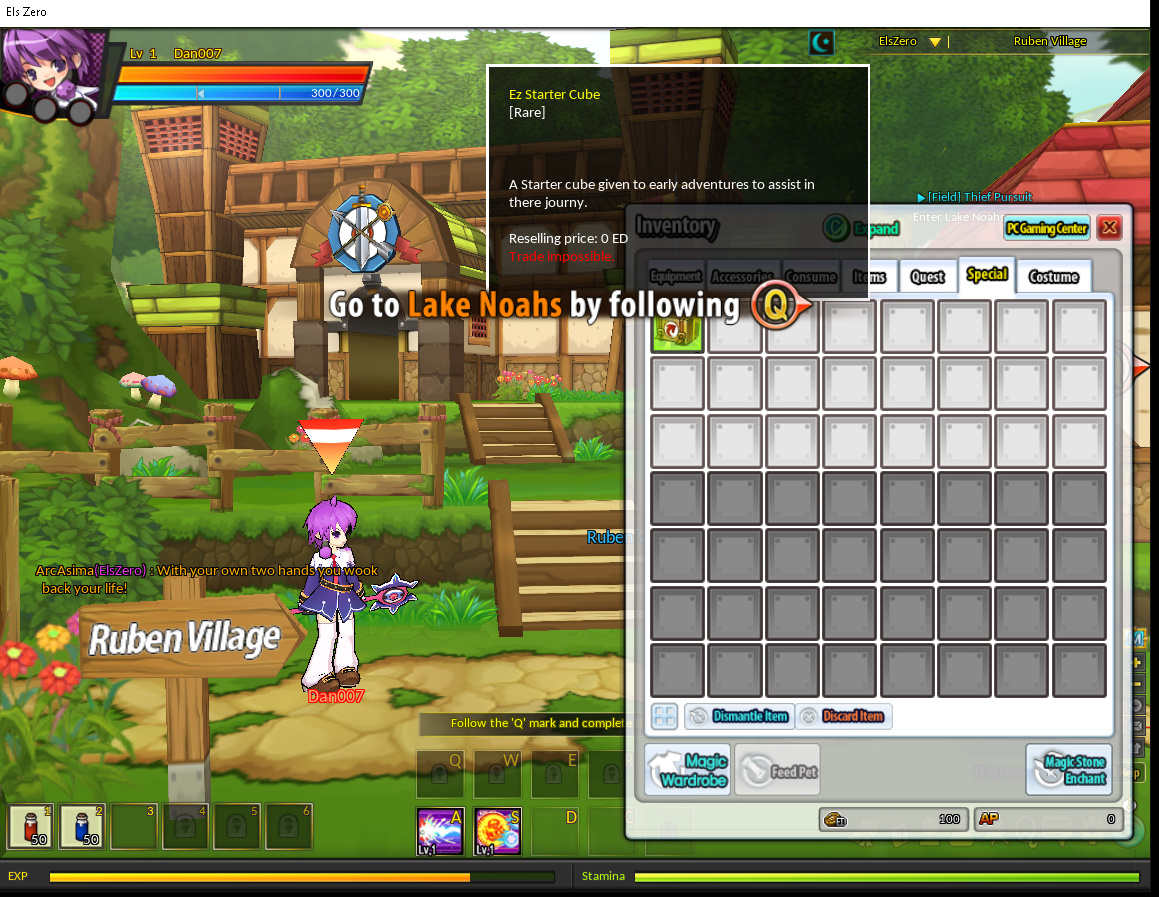 Els Zero
Lv 1 Dan007
300/300
ElsZero
Ruben Village
Ez Starter Cube
[Rare]
A Starter cube given to early adventures to assist in
there journy.
Reselling price: 0 ED
Trade impossible.
[Field] Thief Pursuit
Enter Lake Noahs
Inventory
Expand
PC Gaming Center
Equipment
Accessories
Consume
Items
Quest
Special
Costume
Go to Lake Noahs by following Q
Ruben
ArcAsima(ElsZero) : With your own two hands you wook
back your life!
Ruben Village
Dan007
Follow the 'Q' mark and complete
Q W E
A S D C
Lv.1 Lv.1
1 2 3 4 5 6
50 50
Dismantle Item
Discard Item
Magic Wardrobe
Feed Pet
Magic Stone Enchant
ED 100
AP 0
M
EXP
Stamina